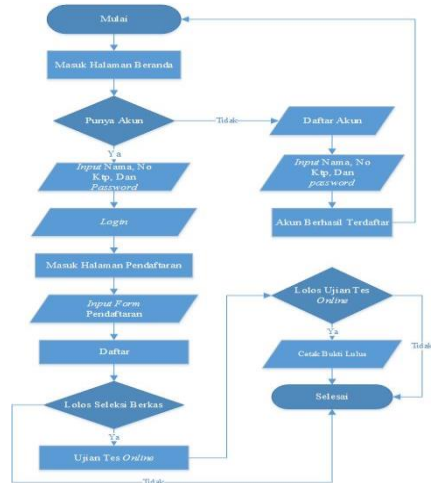 Mulai
Masuk Halaman Beranda
Punya Akun
Tidak
Daftar Akun
Ya
Input Nama, No
Ktp, Dan
Password
Input Nama, No
Ktp, Dan
password
Login
Akun Berhasil Terdaftar
Masuk Halaman Pendaftaran
Input Form
Pendaftaran
Daftar
Lolos Seleksi Berkas
Ya
Ujian Tes Online
Tidak
Lolos Ujian Tes
Online
Ya
Tidak
Cetak Bukti Lulus
Selesai